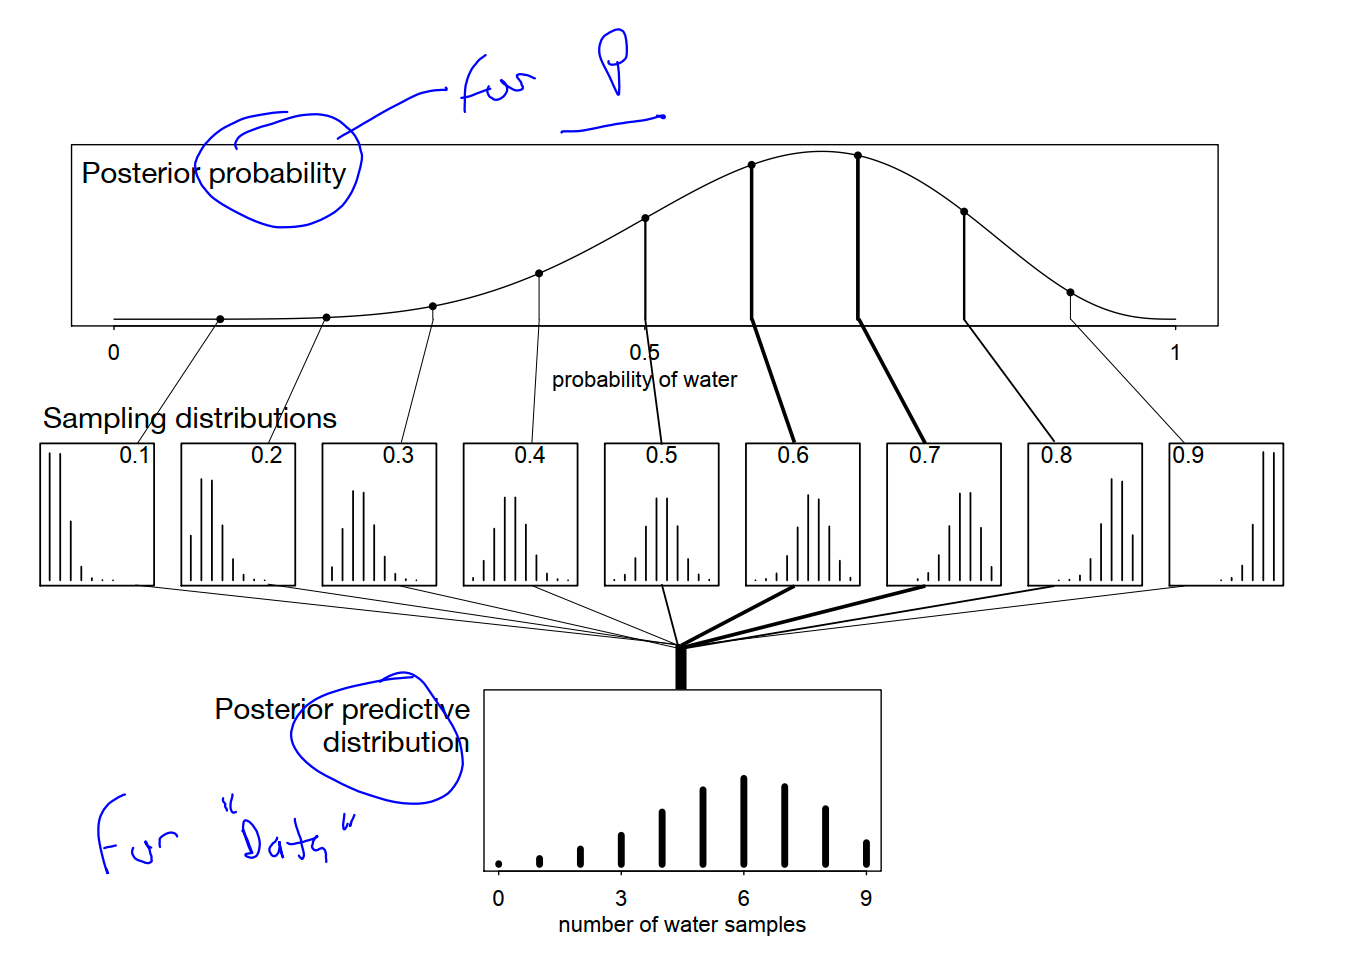 For P
Posterior probability
0 0.5 1
probability of water
Sampling distributions
0.1 0.2 0.3 0.4 0.5 0.6 0.7 0.8 0.9
Posterior predictive
distribution
For "Data"
0 3 6 9
number of water samples